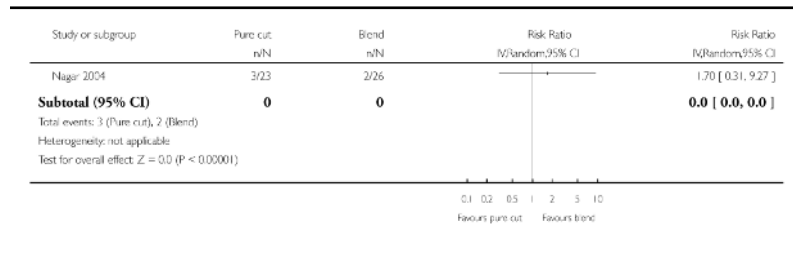 Study or subgroup Pure cut Blend Risk Ratio Risk Ratio
n/N n/N IV,Random,95% CI IV,Random,95% CI
Nagar 2004 3/23 2/26 1.70 [ 0.31, 9.27 ]
Subtotal (95% CI) 0 0 0.0 [ 0.0, 0.0 ]
Total events: 3 (Pure cut), 2 (Blend)
Heterogeneity: not applicable
Test for overall effect: Z = 0.0 (P < 0.00001)
0.1 0.2 0.5 1 2 5 10
Favours pure cut Favours blend